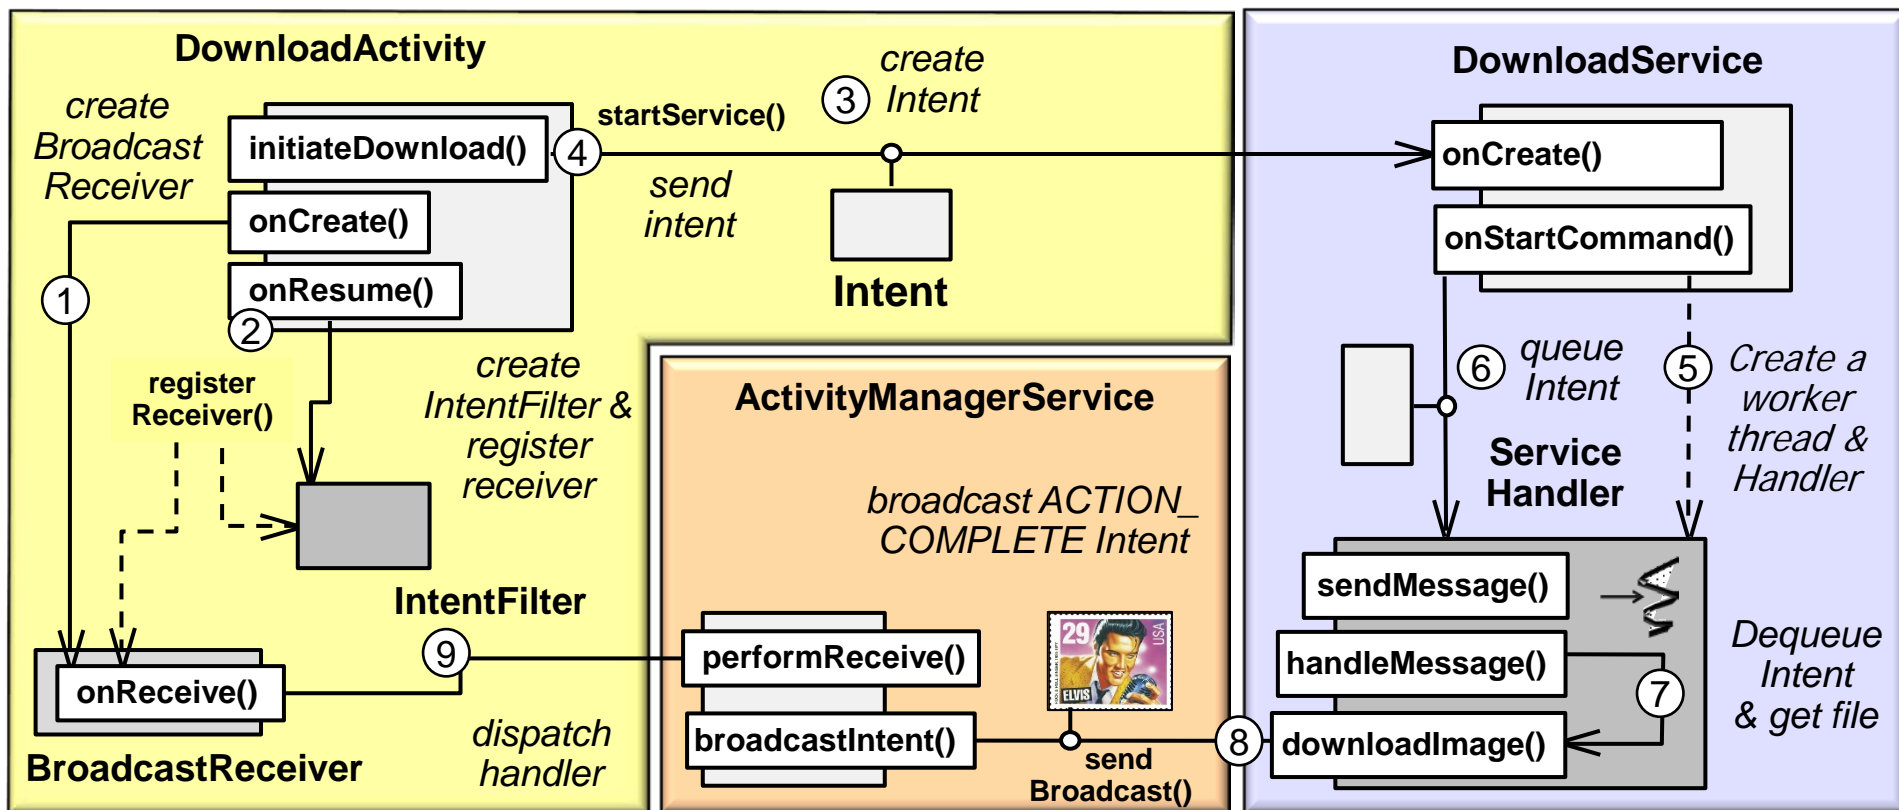 DownloadActivity
create
Broadcast
Receiver
initiateDownload()
onCreate()
onResume()
1
2
register
Receiver()
create
IntentFilter &
register
receiver
IntentFilter
onReceive()
BroadcastReceiver
9
dispatch
handler
startService()
4
send
intent
3
create
Intent
Intent
ActivityManagerService
broadcast ACTION_
COMPLETE Intent
performReceive()
broadcastIntent()
29
USA
ELVIS
send
Broadcast()
8
DownloadService
onCreate()
onStartCommand()
6
queue
Intent
5
Create a
worker
thread &
Handler
Service
Handler
sendMessage()
handleMessage()
downloadImage()
7
Dequeue
Intent
& get file